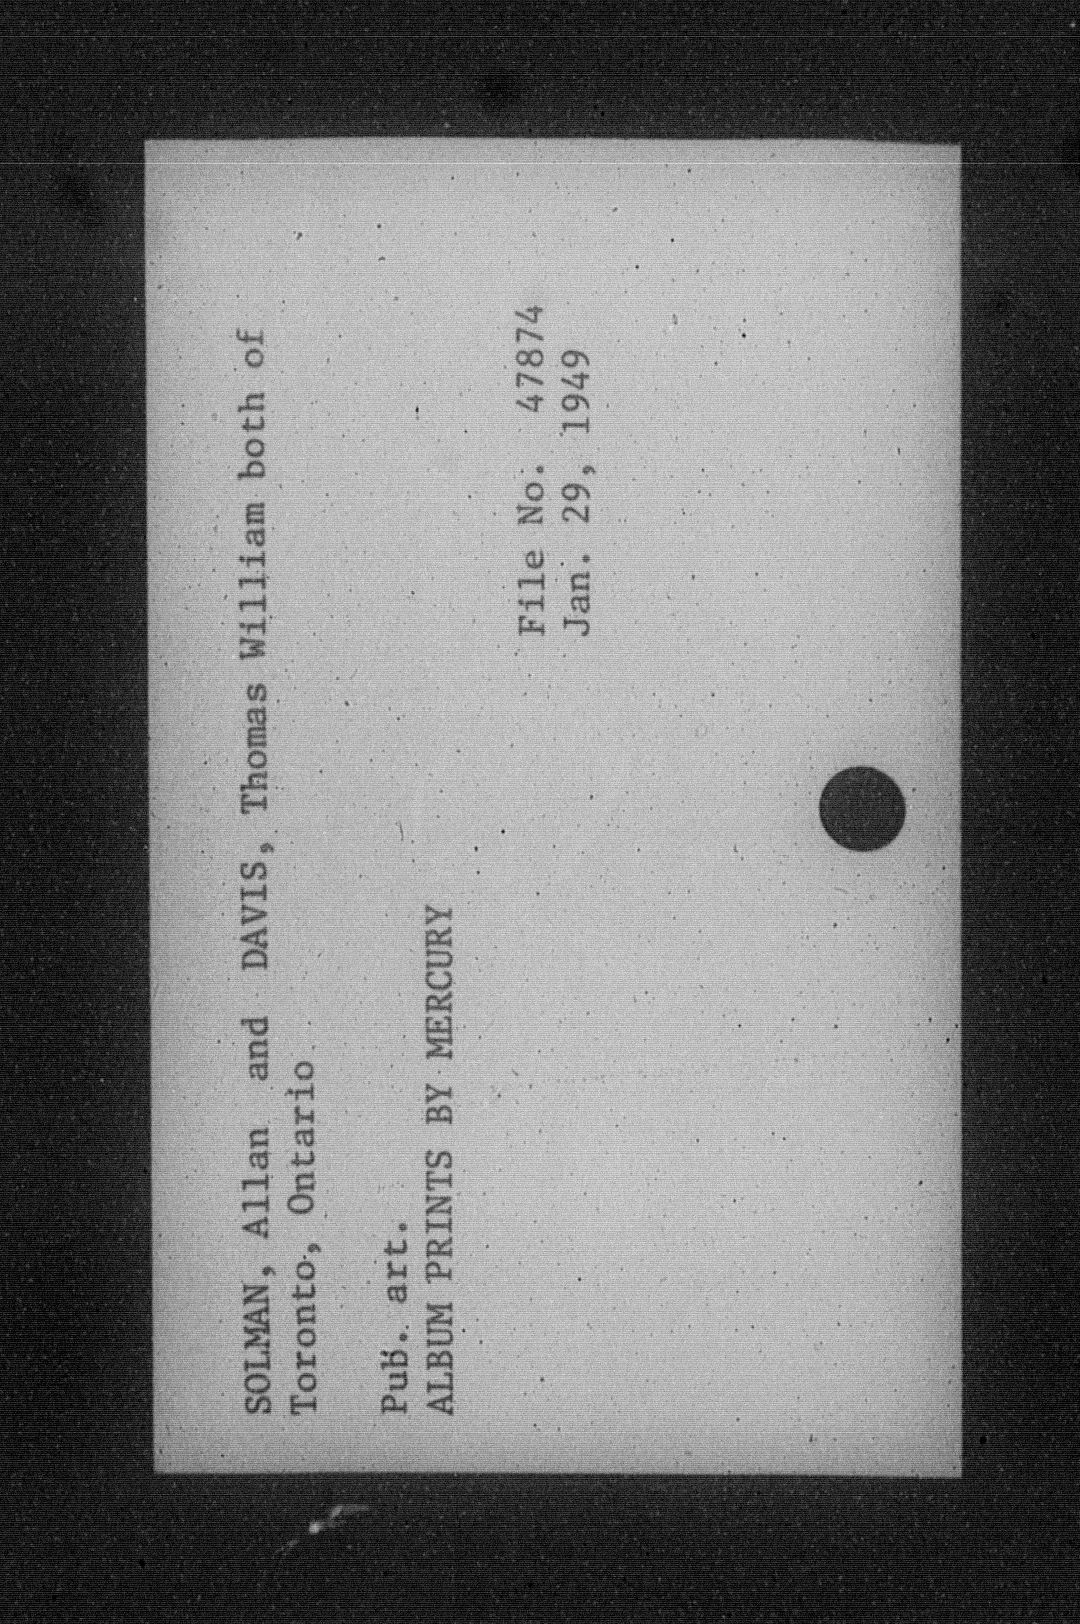 SOLMAN, Allan and DAVIS, Thomas William both of
Toronto, Ontario
Pub. art.
ALBUM PRINTS BY MERCURY
File No. 47874
Jan. 29, 1949